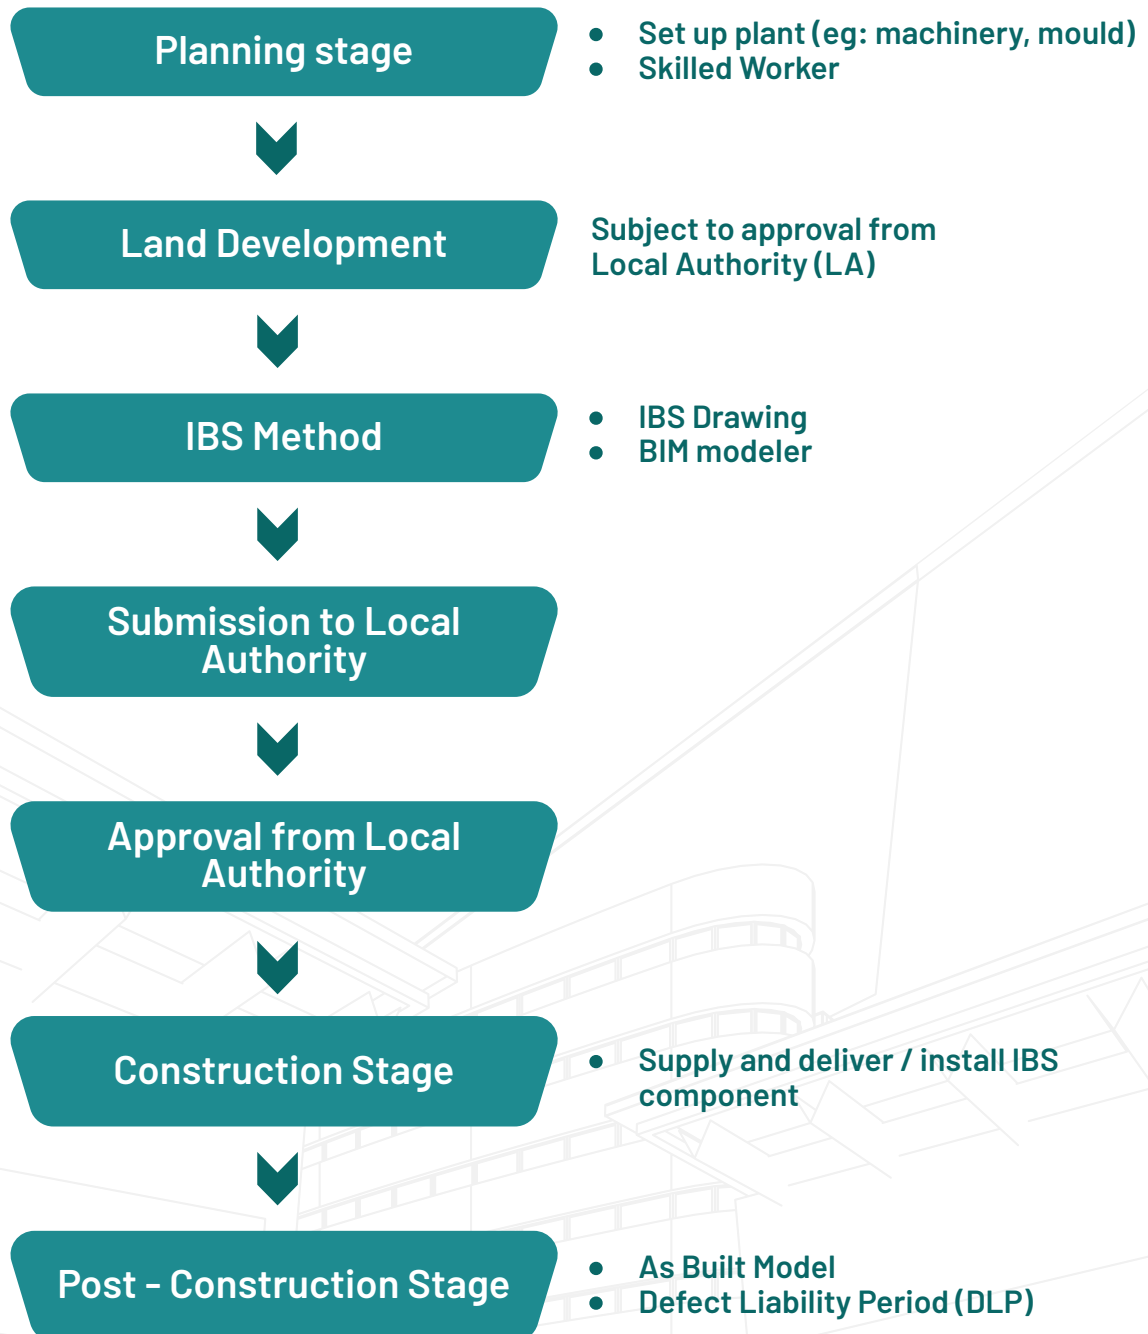 Planning stage
● Set up plant (eg: machinery, mould)
● Skilled Worker
Land Development
Subject to approval from
Local Authority (LA)
IBS Method
● IBS Drawing
● BIM modeler
Submission to Local
Authority
Approval from Local
Authority
Construction Stage
● Supply and deliver / install IBS
component
Post - Construction Stage
● As Built Model
● Defect Liability Period (DLP)